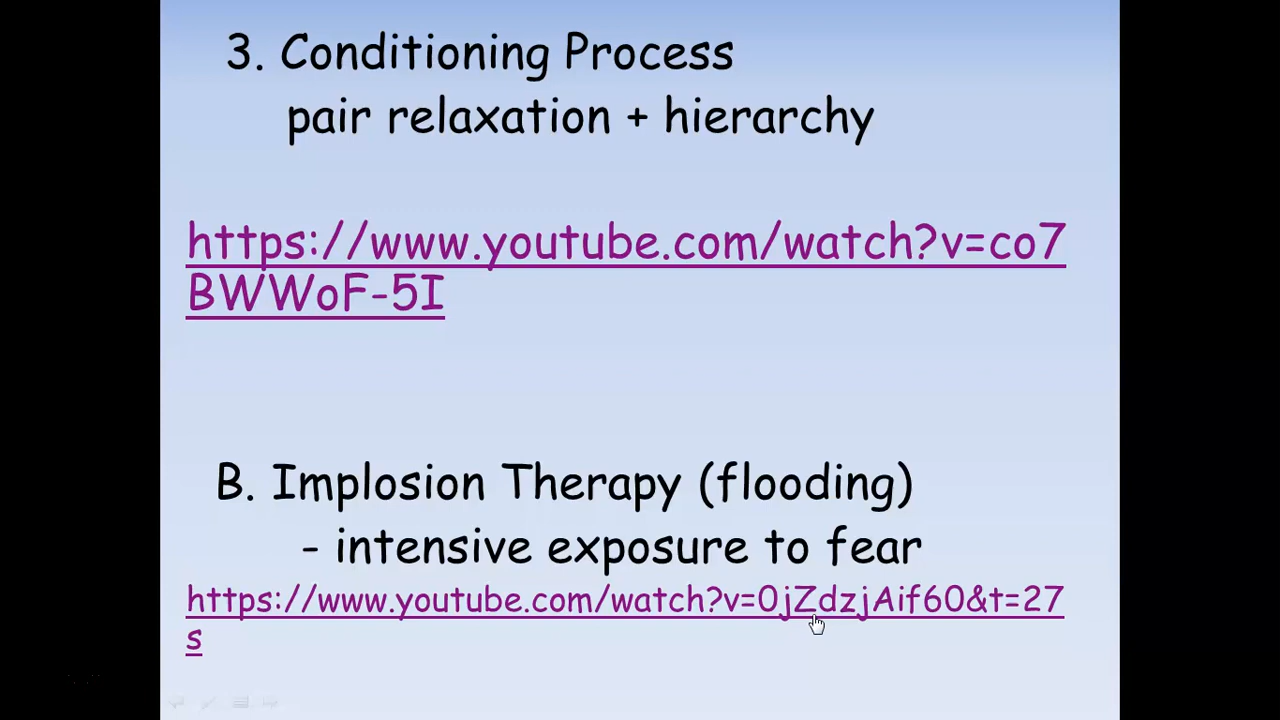 3. Conditioning Process
pair relaxation + hierarchy
https://www.youtube.com/watch?v=co7
BWWoF-5I
B. Implosion Therapy (flooding)
- intensive exposure to fear
https://www.youtube.com/watch?v=0jZdzjAif60&t=27
s